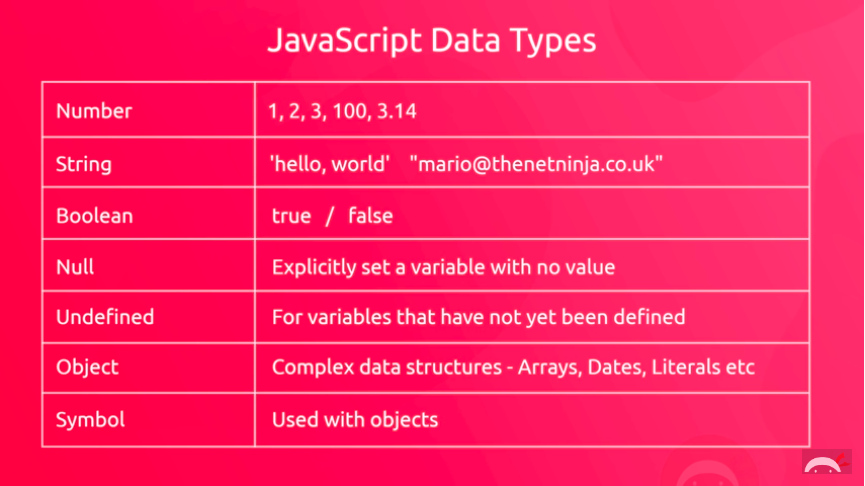 JavaScript Data Types
Number 1, 2, 3, 100, 3.14
String 'hello, world' "mario@thenetninja.co.uk"
Boolean true / false
Null Explicitly set a variable with no value
Undefined For variables that have not yet been defined
Object Complex data structures - Arrays, Dates, Literals etc
Symbol Used with objects